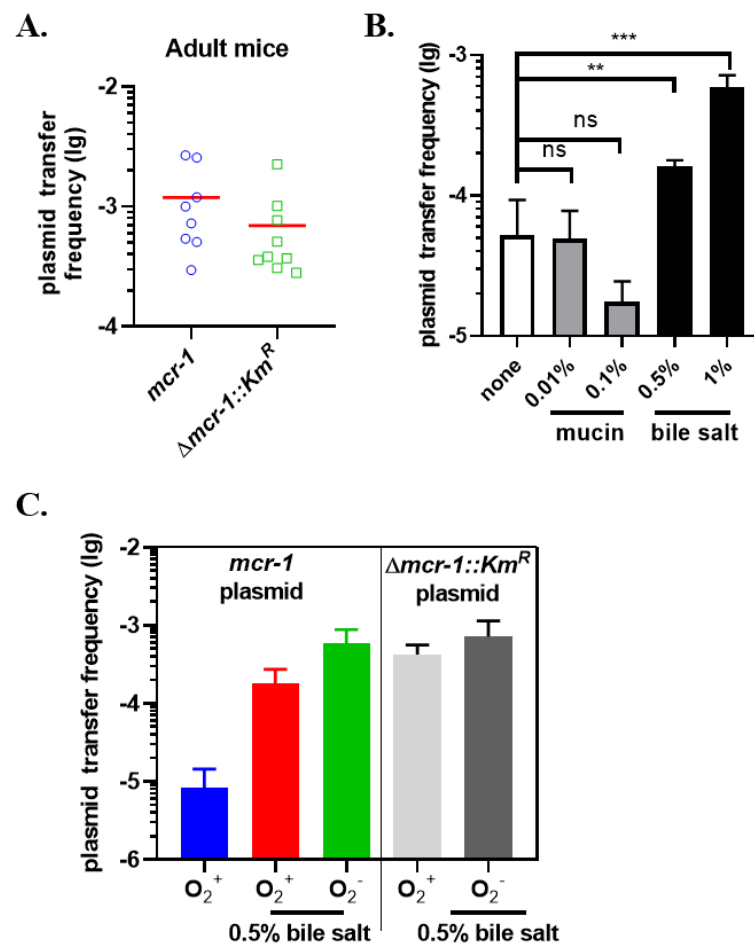 A.
Adult mice
plasmid transfer
frequency (lg)
-2
-3
-4
mcr-1
Δmcr-1::Km^R
B.
plasmid transfer frequency (lg)
-3
-4
-5
***
**
ns
ns
none
0.01%
0.1%
0.5%
1%
mucin
bile salt
C.
plasmid transfer frequency (lg)
-2
-3
-4
-5
-6
mcr-1
plasmid
Δmcr-1::Km^R
plasmid
O₂⁺
O₂⁺
O₂⁻
O₂⁺
O₂⁻
0.5% bile salt
0.5% bile salt